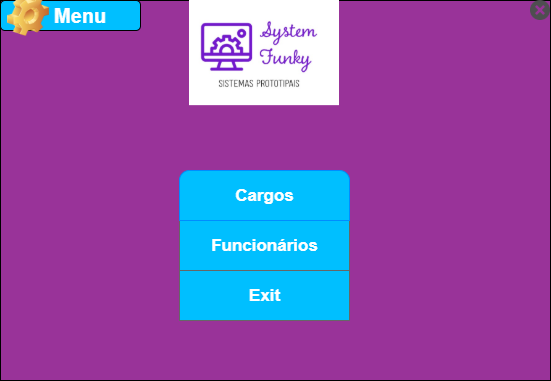 Menu
System
Funky
SISTEMAS PROTOTIPAIS
Cargos
Funcionários
Exit